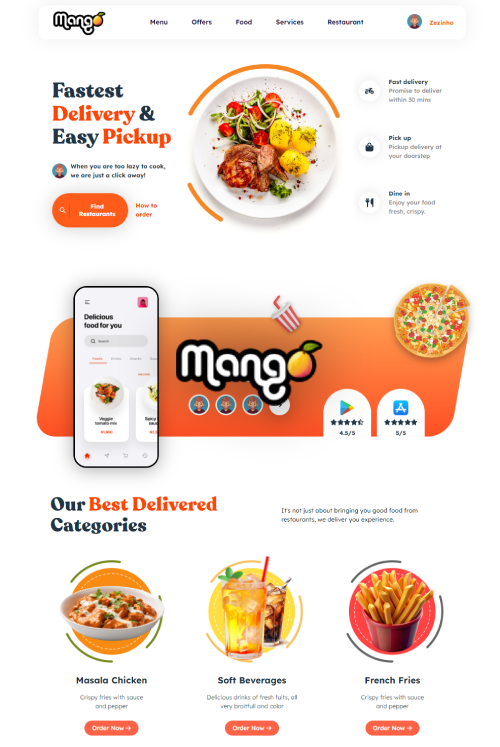 Mango
Menu
Offers
Food
Services
Restaurant
Zezinho
Fastest
Delivery &
Easy Pickup
When you are too lazy to cook,
we are just a click away!
Find
Restaurants
How to
order
Fast delivery
Promise to deliver
within 30 mins
Pick up
Pickup delivery at
your doorstep
Dine in
Enjoy your food
fresh, crispy.
Delicious
food for you
Search
Foods
Drinks
Snacks
Veggie
tomato mix
Spicy
Mango
4.5/5
5/5
Our Best Delivered
Categories
It's not just about bringing you good food from
restaurants, we deliver you experience.
Masala Chicken
Crispy fries with sauce
and pepper
Order Now →
Soft Beverages
Delicious drinks of fresh fuits, all
very broitfull and color
Order Now →
French Fries
Crispy fries with sauce
and pepper
Order Now →